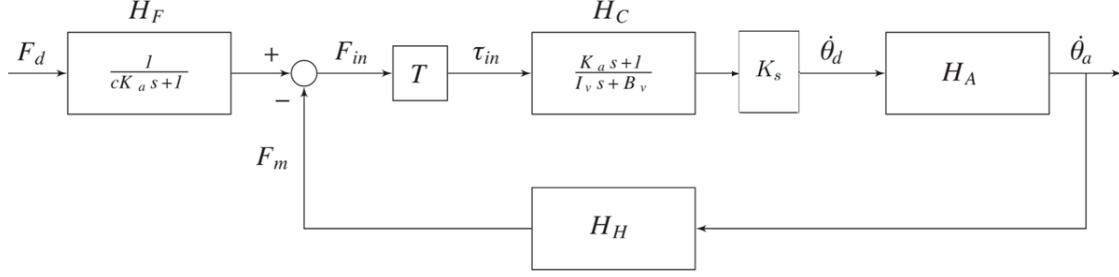 H_F
H_C
F_d
1
cK_a s+1
+
−
F_in
T
τ_in
K_a s+1
I_v s+B_v
K_s
θ̇_d
H_A
θ̇_a
F_m
H_H